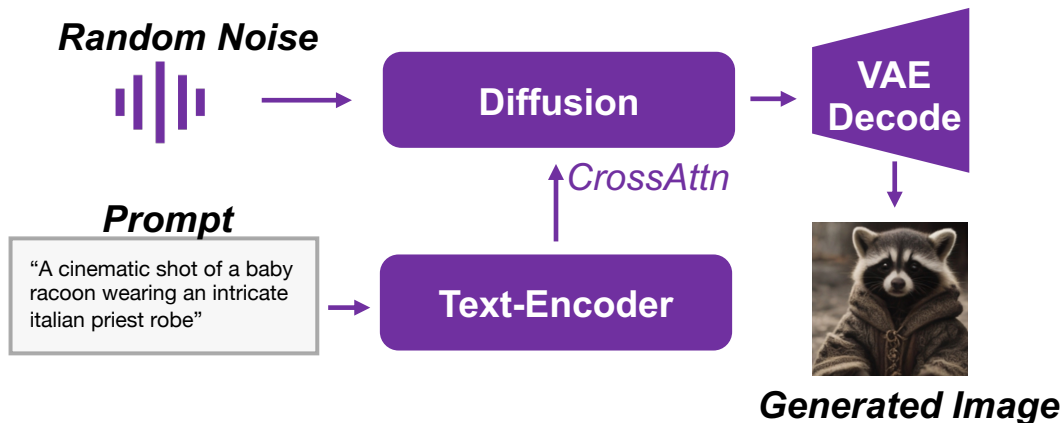 Random Noise
Diffusion
VAE
Decode
CrossAttn
Prompt
“A cinematic shot of a baby
racoon wearing an intricate
italian priest robe”
Text-Encoder
Generated Image